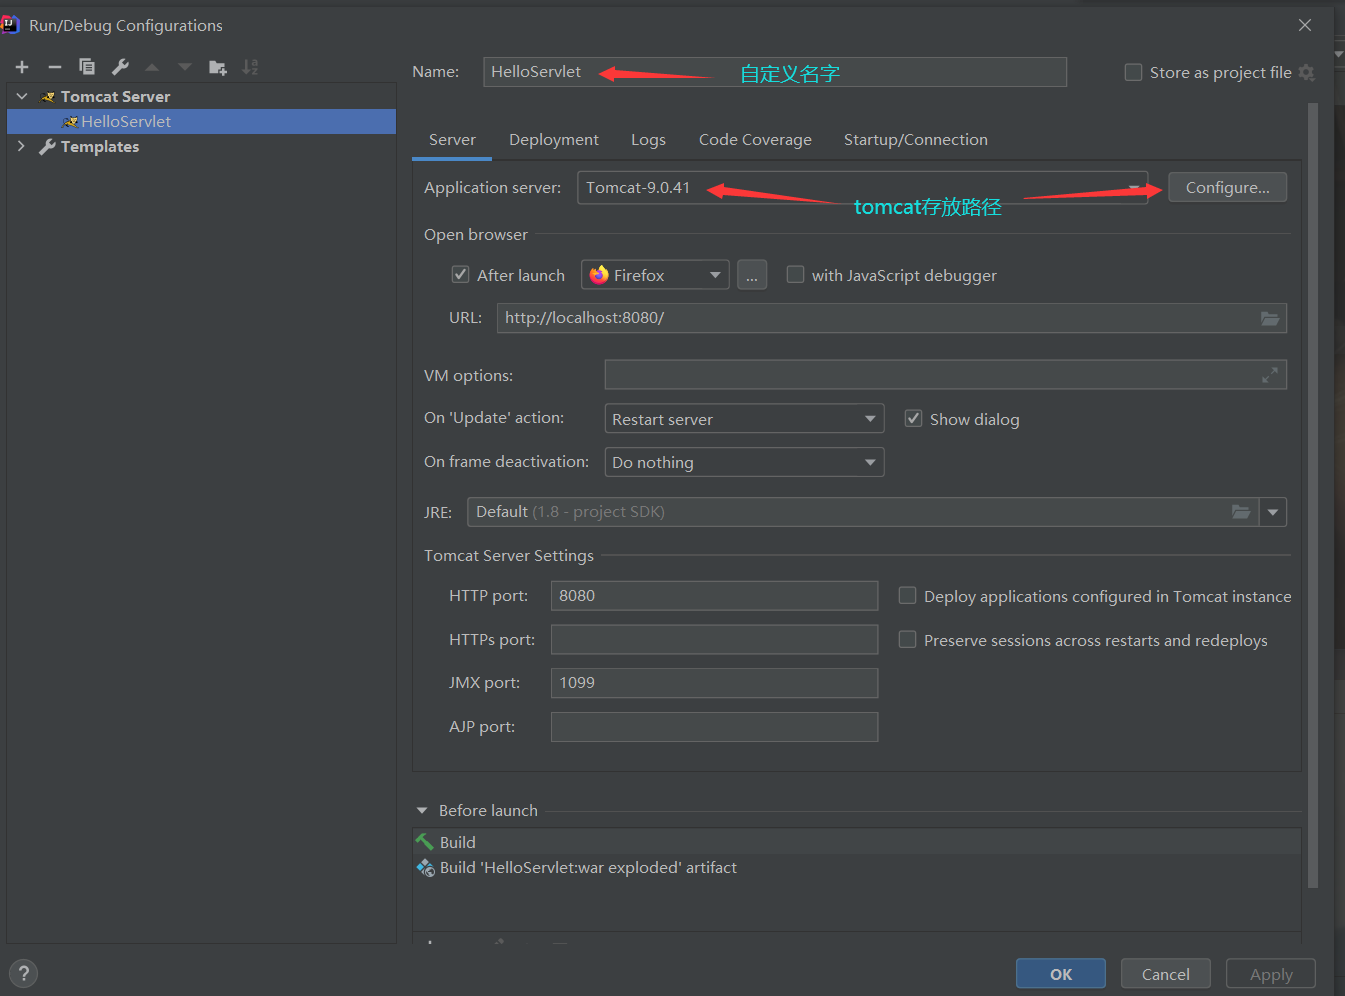 Run/Debug Configurations
Name: HelloServlet 自定义名字 Store as project file
Tomcat Server
HelloServlet
Templates
Server Deployment Logs Code Coverage Startup/Connection
Application server: Tomcat-9.0.41 Configure...
tomcat存放路径
Open browser
After launch Firefox ... with JavaScript debugger
URL: http://localhost:8080/
VM options:
On 'Update' action: Restart server Show dialog
On frame deactivation: Do nothing
JRE: Default (1.8 - project SDK)
Tomcat Server Settings
HTTP port: 8080 Deploy applications configured in Tomcat instance
HTTPs port: Preserve sessions across restarts and redeploys
JMX port: 1099
AJP port:
Before launch
Build
Build 'HelloServlet:war exploded' artifact
? OK Cancel Apply